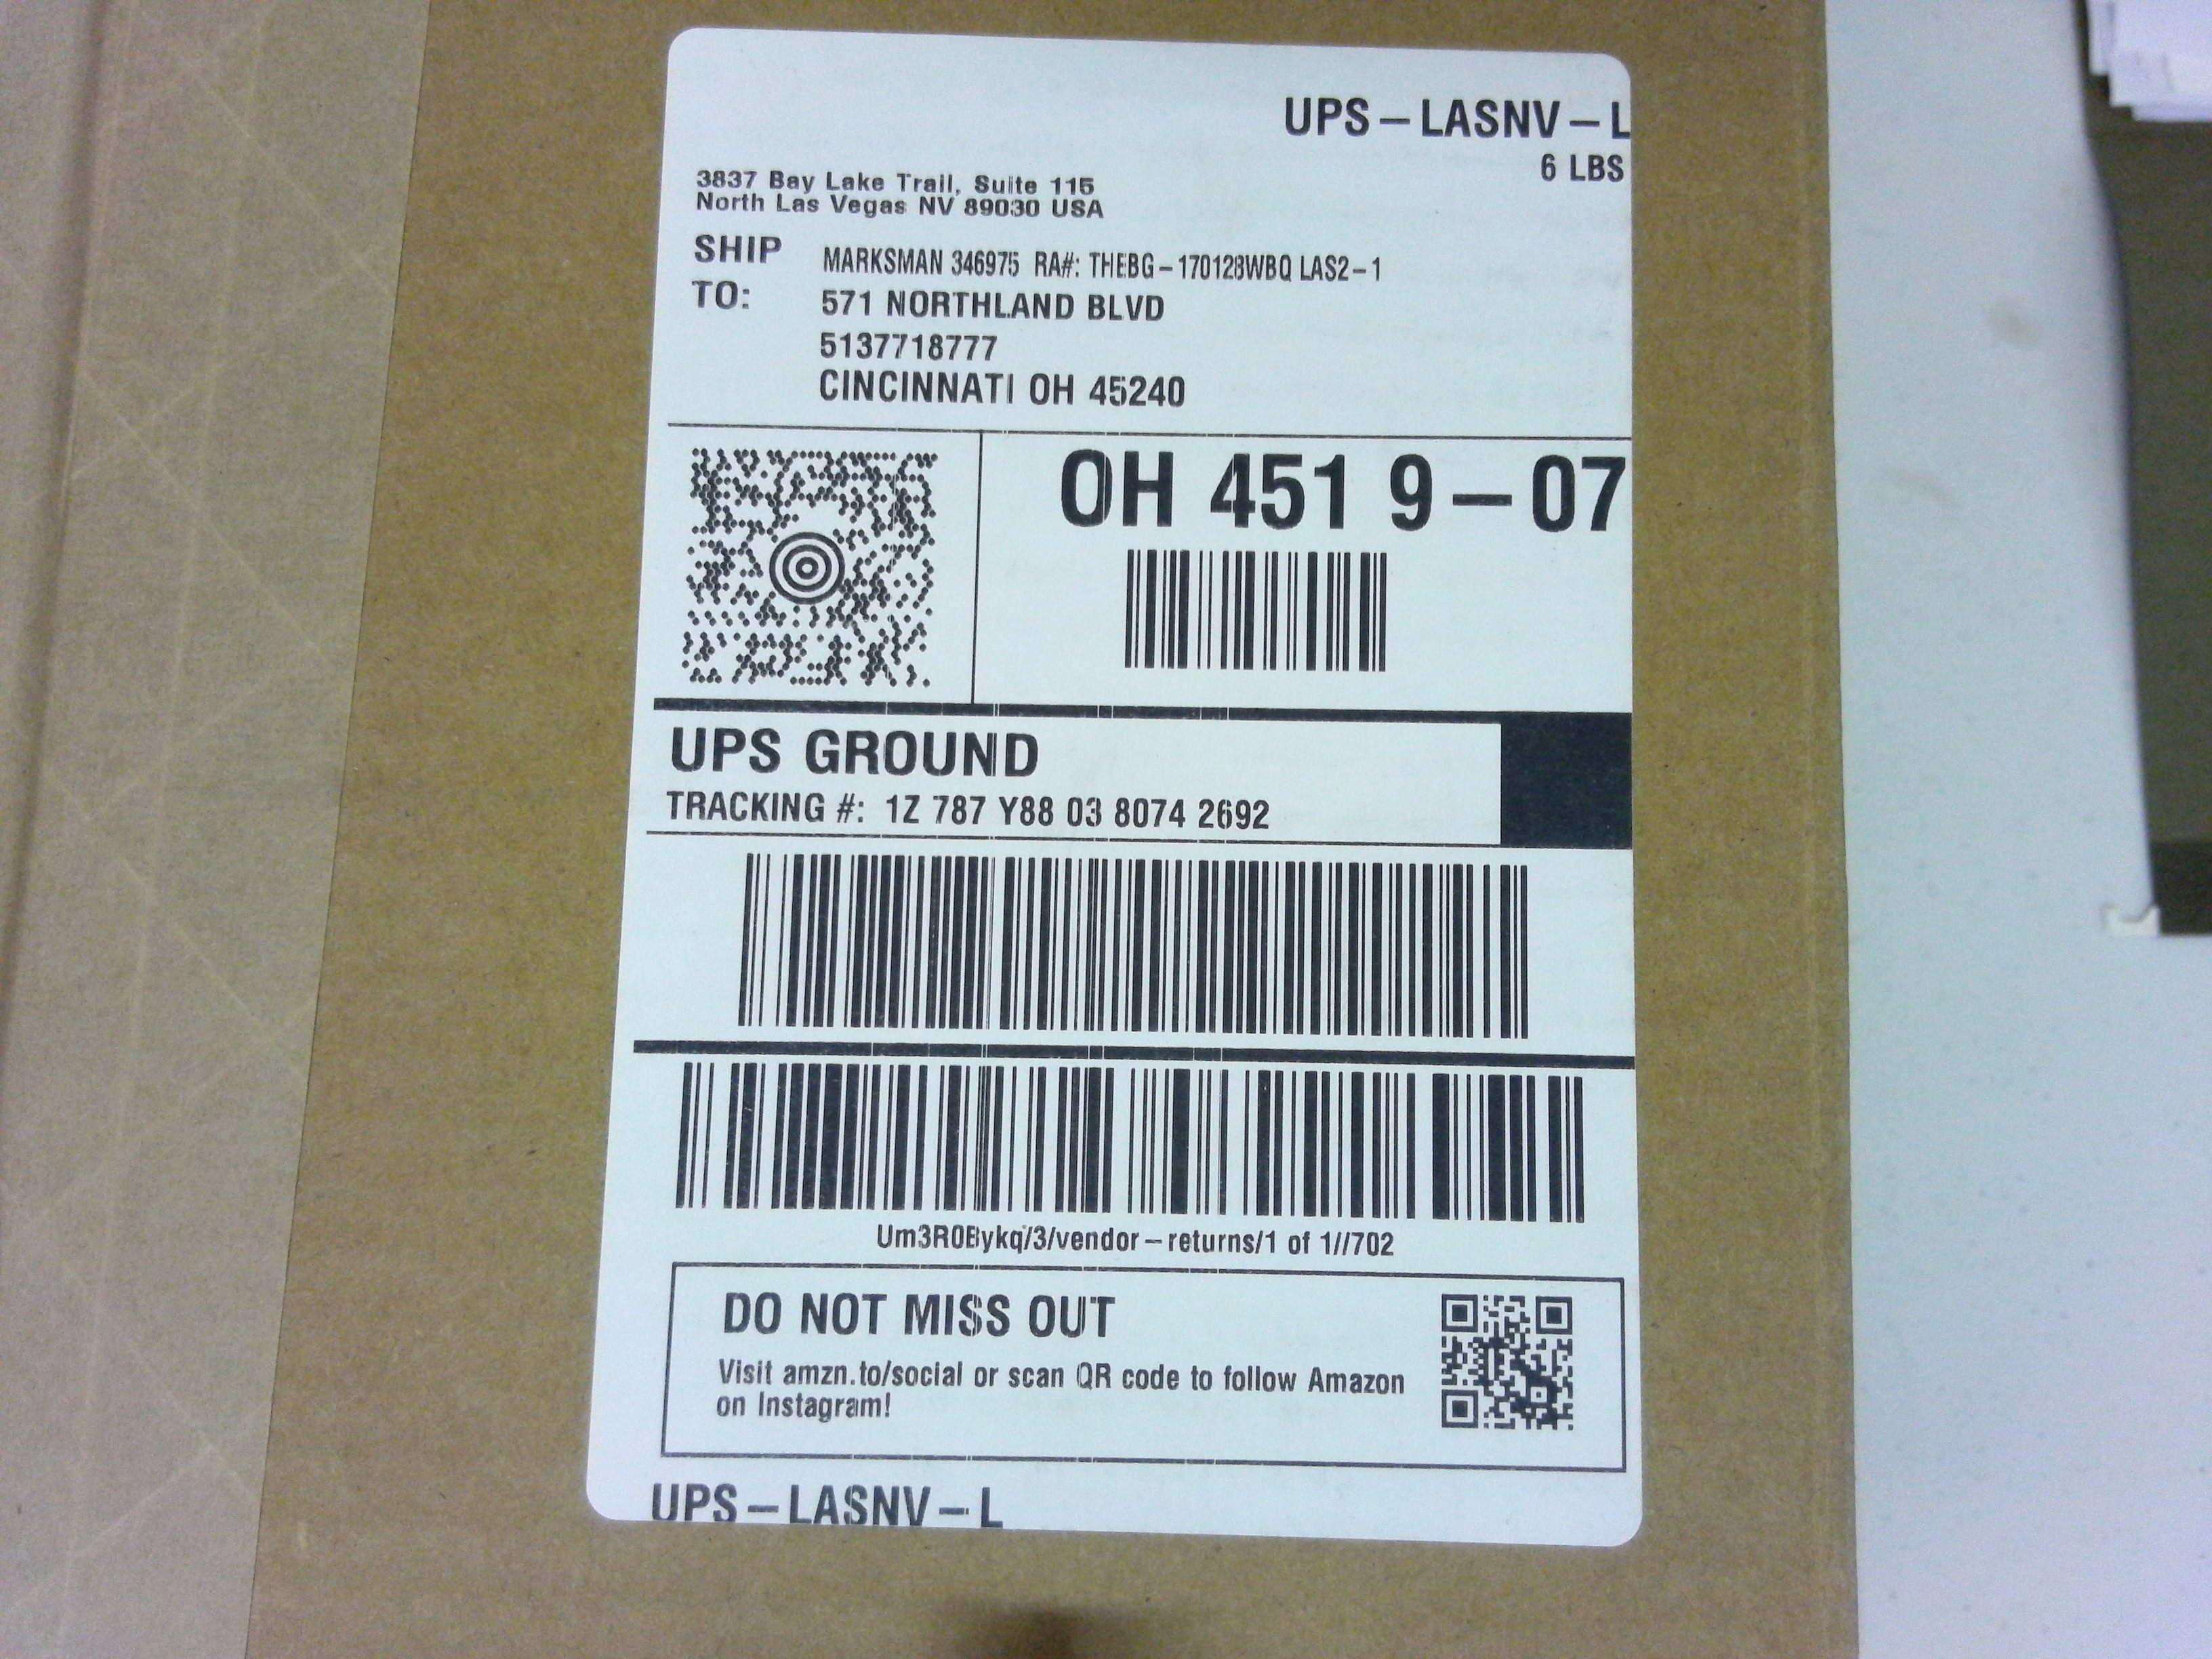 UPS – LASNV – L
6 LBS
3837 Bay Lake Trail, Suite 115
North Las Vegas NV 89030 USA
SHIP TO:
MARKSMAN 346975 RA#: THEBG – 170128WBQ LAS2 – 1
571 NORTHLAND BLVD
5137718777
CINCINNATI OH 45240
OH 451 9 – 07
UPS GROUND
TRACKING #: 1Z 787 Y88 03 8074 2692
Um3R0Bykq/3/vendor – returns/1 of 1//702
DO NOT MISS OUT
Visit amzn.to/social or scan QR code to follow Amazon
on Instagram!
UPS – LASNV – L